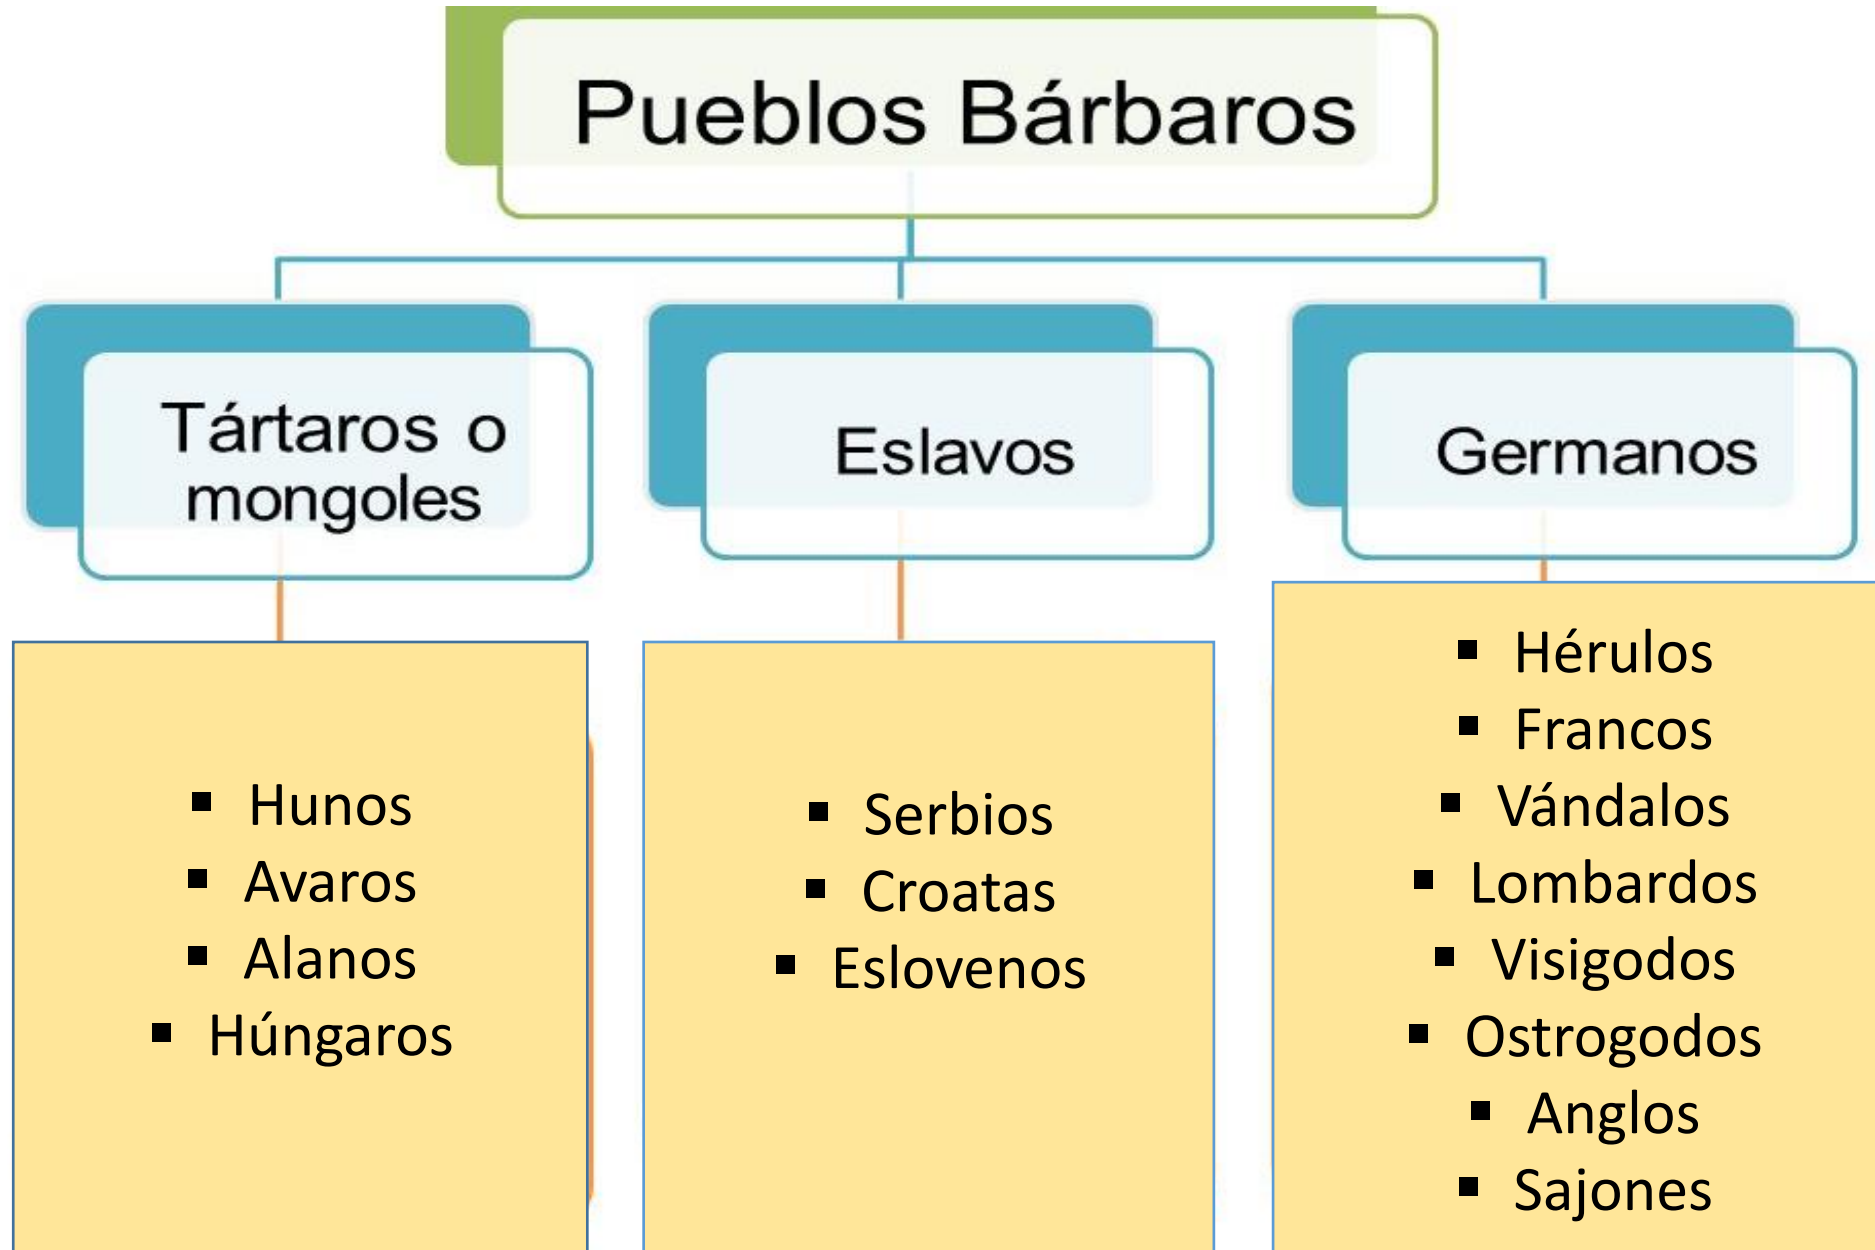 Pueblos Bárbaros
Tártaros o
mongoles
Eslavos
Germanos
▪ Hunos
▪ Avaros
▪ Alanos
▪ Húngaros
▪ Serbios
▪ Croatas
▪ Eslovenos
▪ Hérulos
▪ Francos
▪ Vándalos
▪ Lombardos
▪ Visigodos
▪ Ostrogodos
▪ Anglos
▪ Sajones